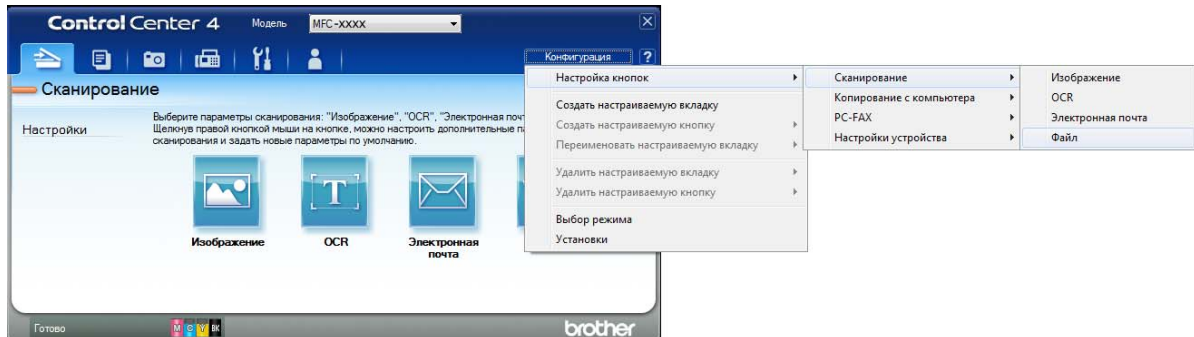 Control Center 4 Модель MFC-XXXX
Конфигурация ?
Сканирование
Выберите параметры сканирования: "Изображение", "OCR", "Электронная
Щелкнув правой кнопкой мыши на кнопке, можно настроить дополнительные
сканирования и задать новые параметры по умолчанию.
Настройки
T
Изображение
OCR
Электронная
почта
Готово
M C Y BK
brother
Настройка кнопок
Создать настраиваемую вкладку
Создать настраиваемую кнопку
Переименовать настраиваемую вкладку
Удалить настраиваемую вкладку
Удалить настраиваемую кнопку
Выбор режима
Установки
Сканирование
Копирование с компьютера
PC-FAX
Настройки устройства
Изображение
OCR
Электронная почта
Файл